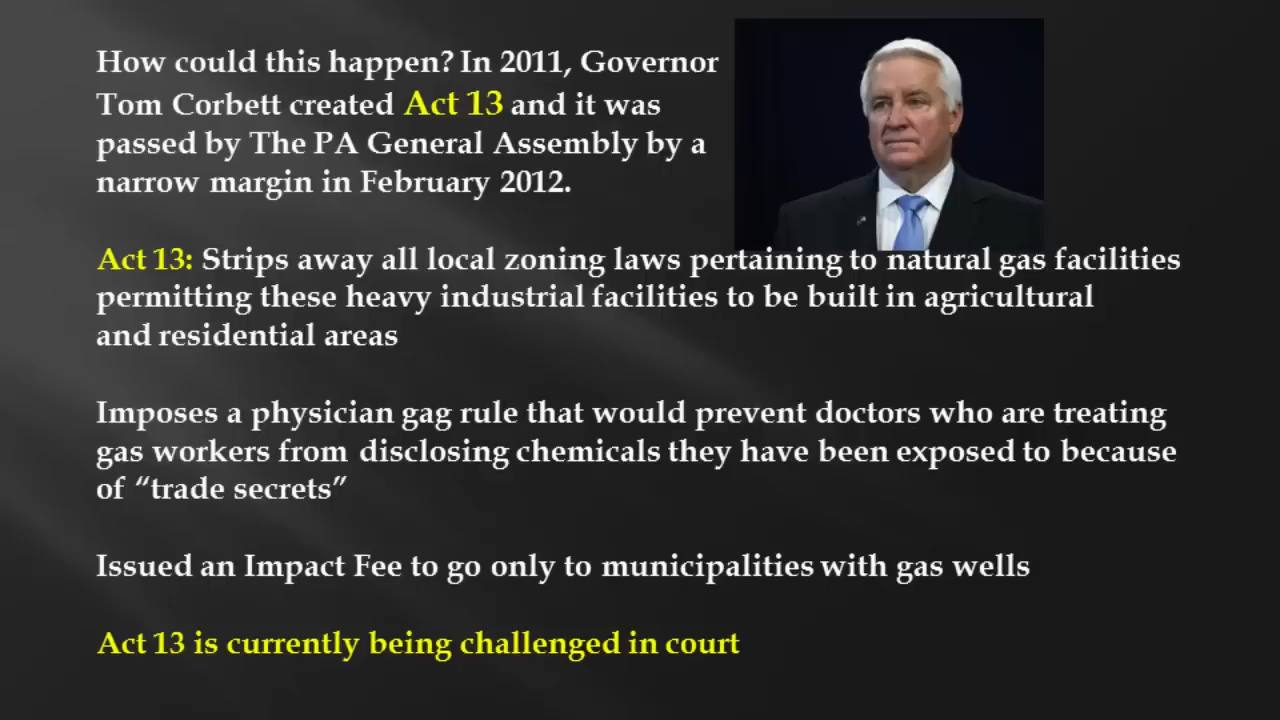 How could this happen? In 2011, Governor
Tom Corbett created Act 13 and it was
passed by The PA General Assembly by a
narrow margin in February 2012.
Act 13: Strips away all local zoning laws pertaining to natural gas facilities
permitting these heavy industrial facilities to be built in agricultural
and residential areas
Imposes a physician gag rule that would prevent doctors who are treating
gas workers from disclosing chemicals they have been exposed to because
of “trade secrets”
Issued an Impact Fee to go only to municipalities with gas wells
Act 13 is currently being challenged in court